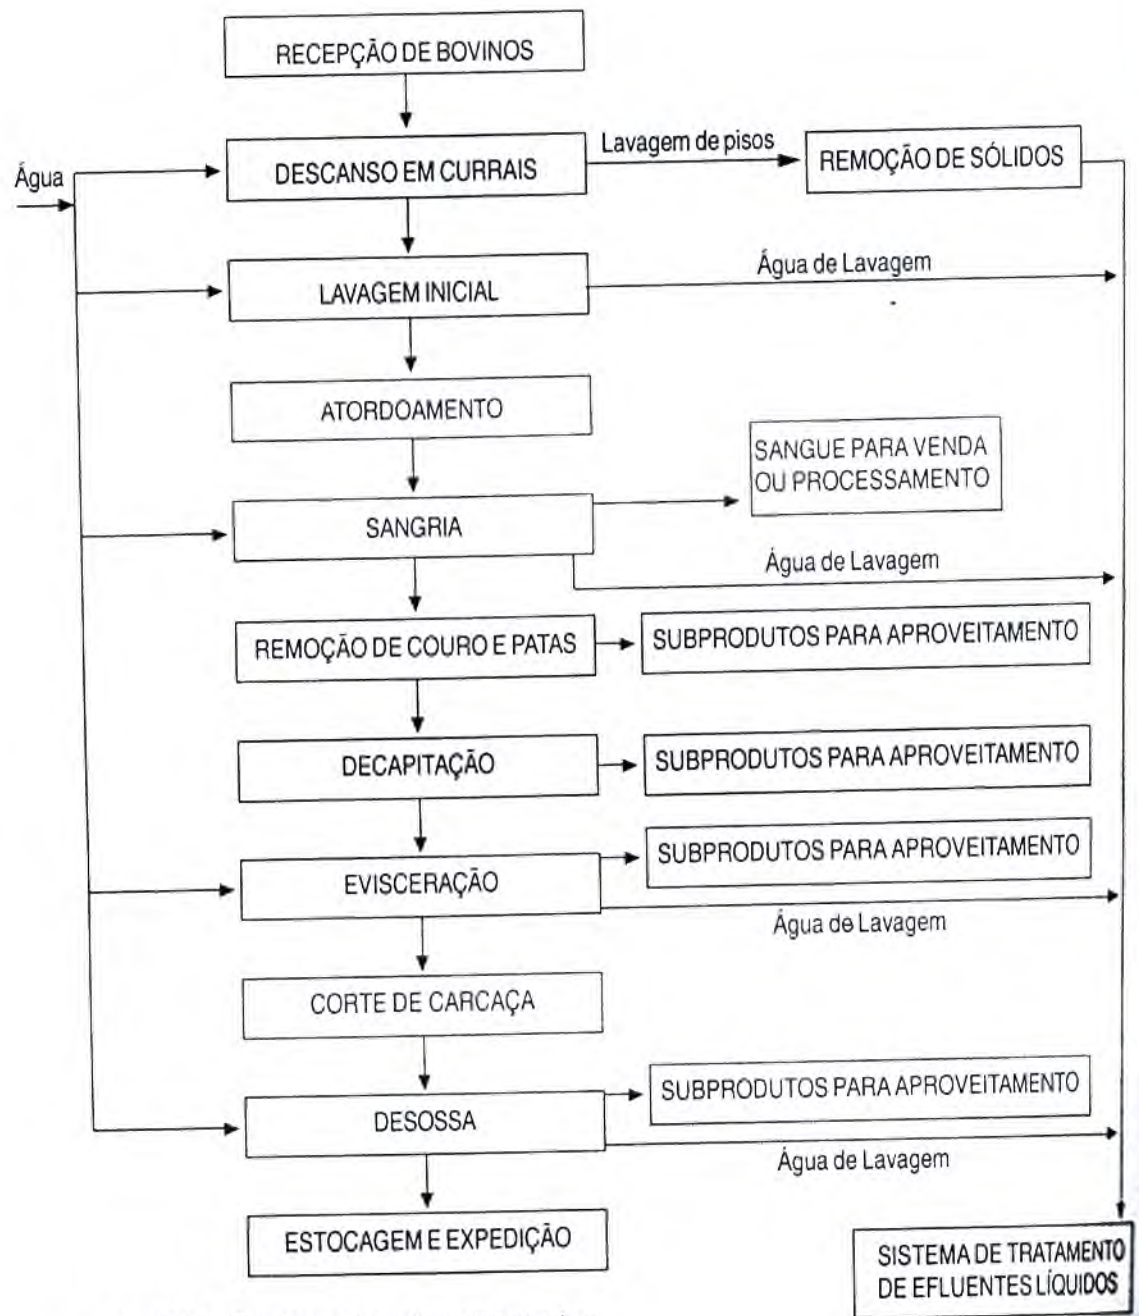 RECEPÇÃO DE BOVINOS
Água
DESCANSO EM CURRAIS
Lavagem de pisos
REMOÇÃO DE SÓLIDOS
LAVAGEM INICIAL
Água de Lavagem
ATORDOAMENTO
SANGRIA
SANGUE PARA VENDA
OU PROCESSAMENTO
Água de Lavagem
REMOÇÃO DE COURO E PATAS
SUBPRODUTOS PARA APROVEITAMENTO
DECAPITAÇÃO
SUBPRODUTOS PARA APROVEITAMENTO
EVISCERAÇÃO
SUBPRODUTOS PARA APROVEITAMENTO
Água de Lavagem
CORTE DE CARCAÇA
DESOSSA
SUBPRODUTOS PARA APROVEITAMENTO
Água de Lavagem
ESTOCAGEM E EXPEDIÇÃO
SISTEMA DE TRATAMENTO
DE EFLUENTES LÍQUIDOS